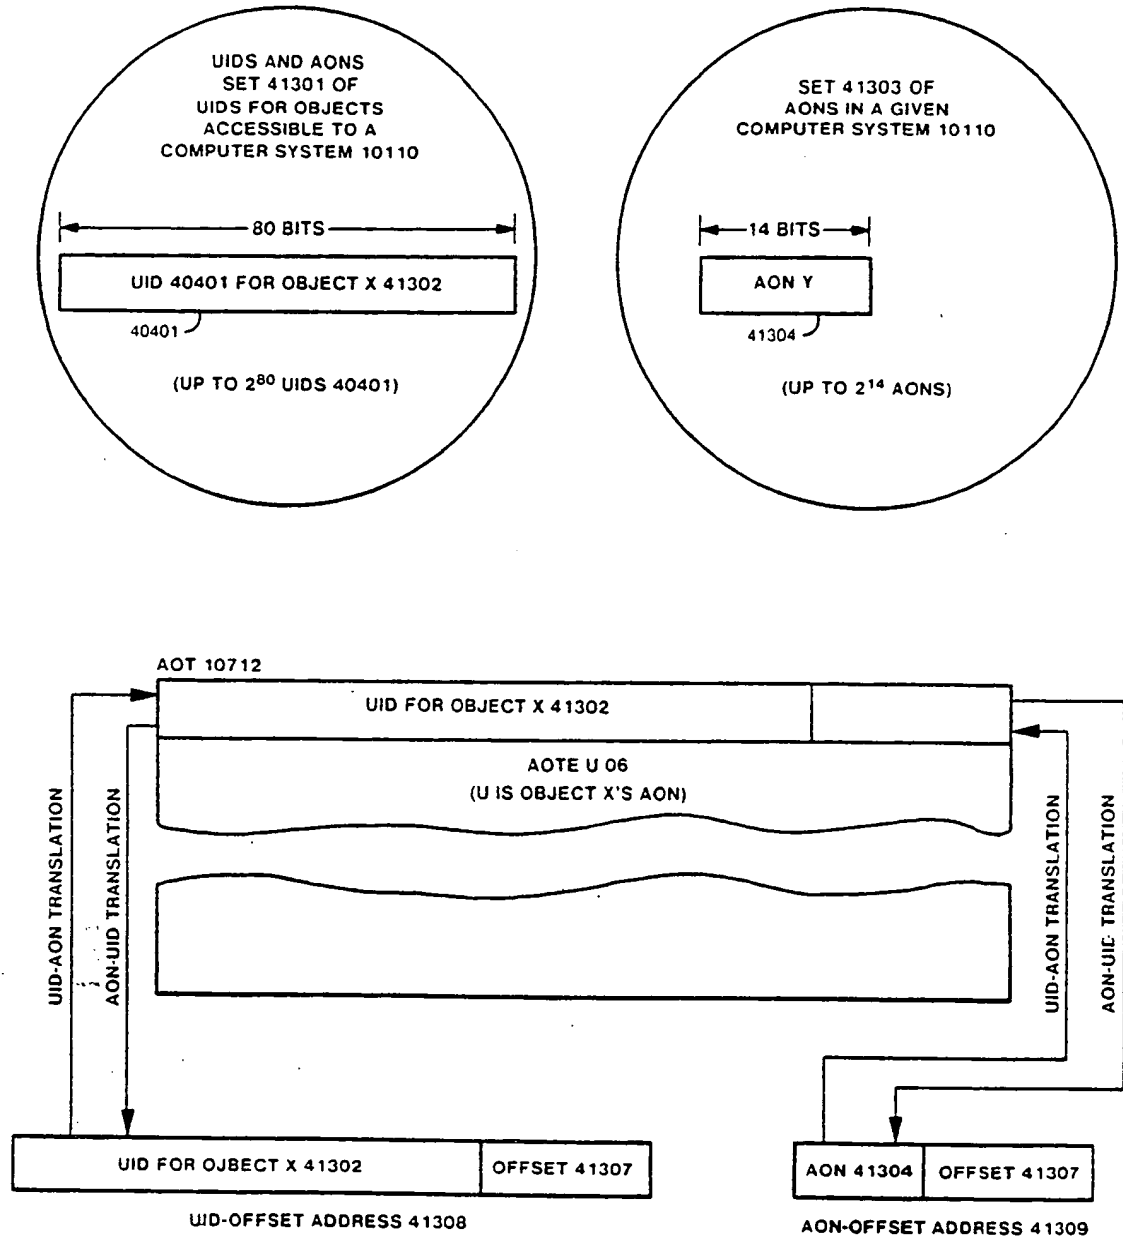 UIDS AND AONS
SET 41301 OF
UIDS FOR OBJECTS
ACCESSIBLE TO A
COMPUTER SYSTEM 10110
80 BITS
UID 40401 FOR OBJECT X 41302
40401
(UP TO 2⁸⁰ UIDS 40401)
SET 41303 OF
AONS IN A GIVEN
COMPUTER SYSTEM 10110
14 BITS
AON Y
41304
(UP TO 2¹⁴ AONS)
AOT 10712
UID FOR OBJECT X 41302
AOTE U 06
(U IS OBJECT X'S AON)
UID-AON TRANSLATION
AON-UID TRANSLATION
UID-AON TRANSLATION
AON-UID TRANSLATION
UID FOR OJBECT X 41302
OFFSET 41307
UID-OFFSET ADDRESS 41308
AON 41304
OFFSET 41307
AON-OFFSET ADDRESS 41309